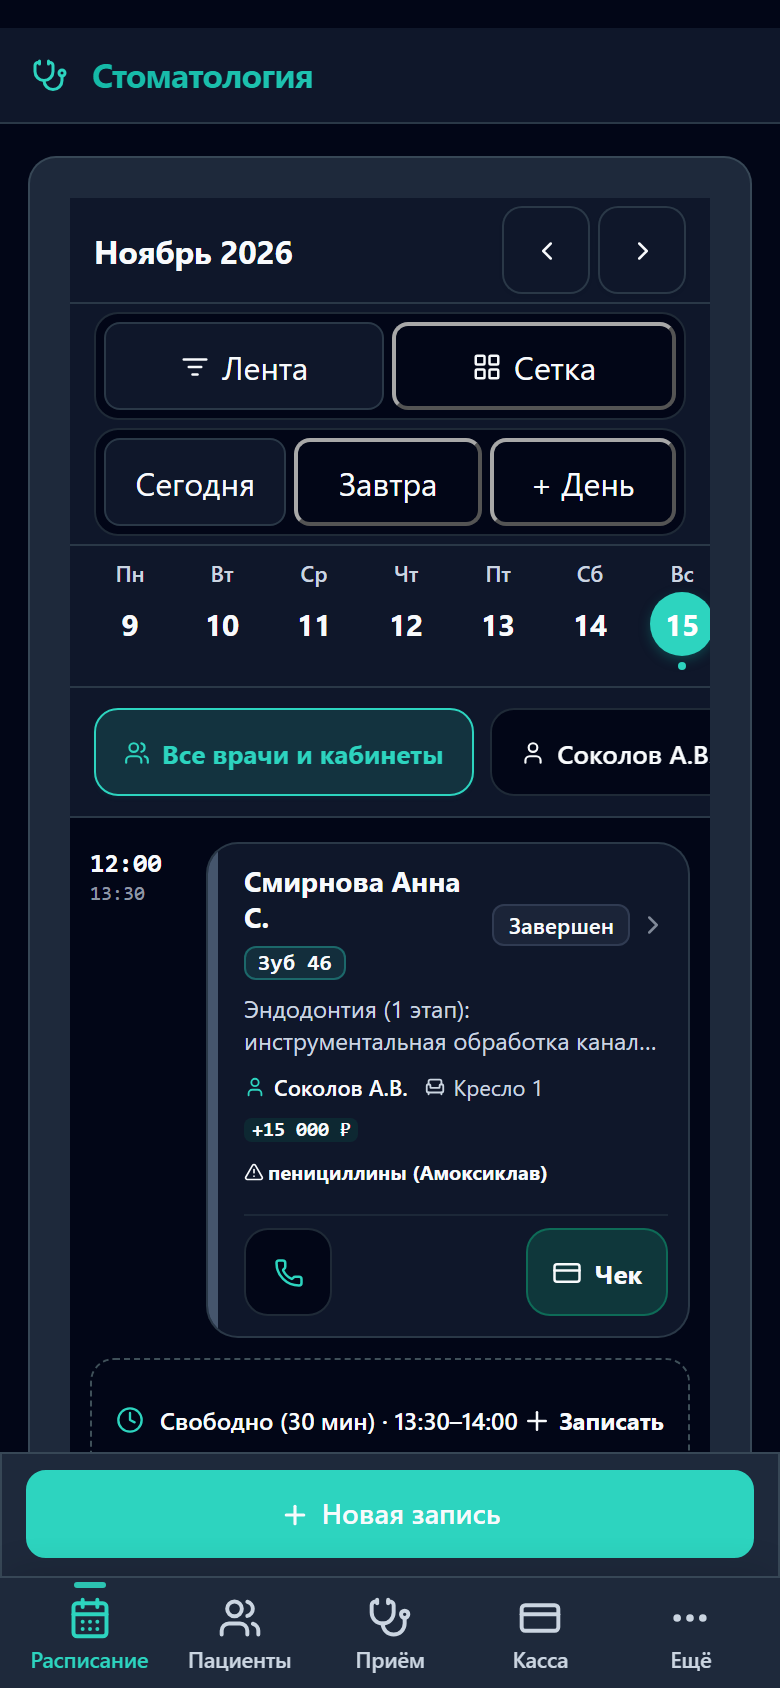 Стоматология
Ноябрь 2026
Лента
Сетка
Сегодня
Завтра
+ День
Пн Вт Ср Чт Пт Сб Вс
9 10 11 12 13 14 15
Все врачи и кабинеты
Соколов А.В
12:00
13:30
Смирнова Анна
С.
Завершен
Зуб 46
Эндодонтия (1 этап):
инструментальная обработка канал...
Соколов А.В. Кресло 1
+15 000 ₽
пенициллины (Амоксиклав)
Чек
Свободно (30 мин) · 13:30–14:00 + Записать
+ Новая запись
Расписание Пациенты Приём Касса Ещё